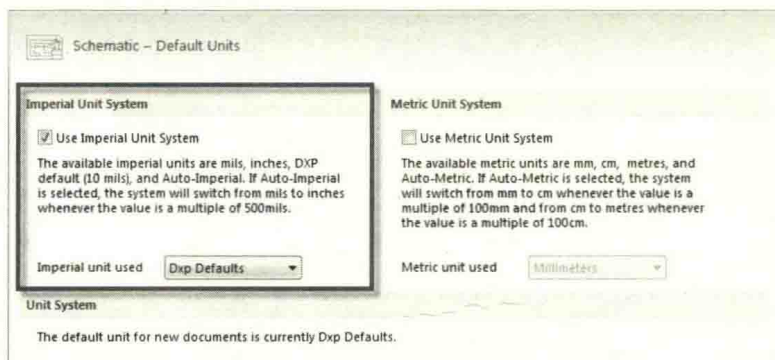 Schematic – Default Units
Imperial Unit System
Use Imperial Unit System
The available imperial units are mils, inches, DXP
default (10 mils), and Auto-Imperial. If Auto-Imperial
is selected, the system will switch from mils to inches
whenever the value is a multiple of 500mils.
Imperial unit used Dxp Defaults
Metric Unit System
Use Metric Unit System
The available metric units are mm, cm, metres, and
Auto-Metric. If Auto-Metric is selected, the system
will switch from mm to cm whenever the value is a
multiple of 100mm and from cm to metres whenever
the value is a multiple of 100cm.
Metric unit used Millimeters
Unit System
The default unit for new documents is currently Dxp Defaults.